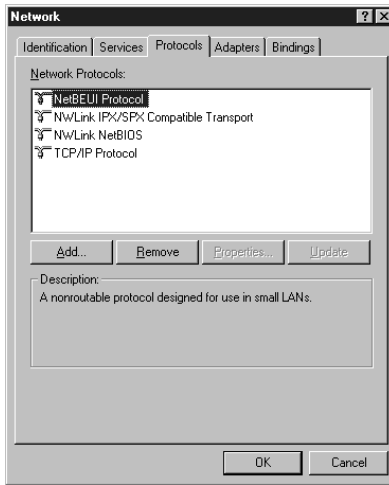 Network
Identification Services Protocols Adapters Bindings
Network Protocols:
NetBEUI Protocol
NWLink IPX/SPX Compatible Transport
NWLink NetBIOS
TCP/IP Protocol
Add... Remove Properties... Update
Description:
A nonroutable protocol designed for use in small LANs.
OK Cancel